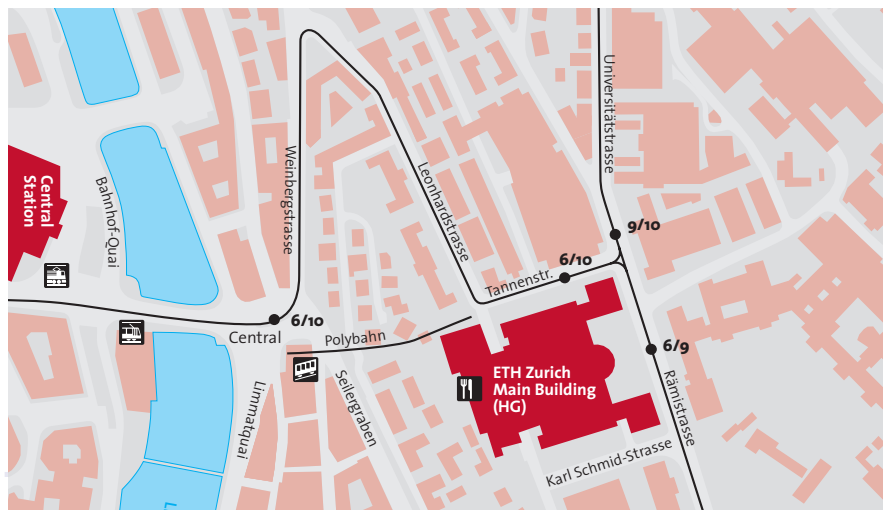 Central
Station
Bahnhof-Quai
Weinbergstrasse
Leonhardstrasse
Universitätstrasse
9/10
6/10
Tannenstr.
6/10
Central
Polybahn
6/9
ETH Zurich
Main Building
(HG)
Limmatquai
Seilergraben
Rämistrasse
Karl Schmid-Strasse